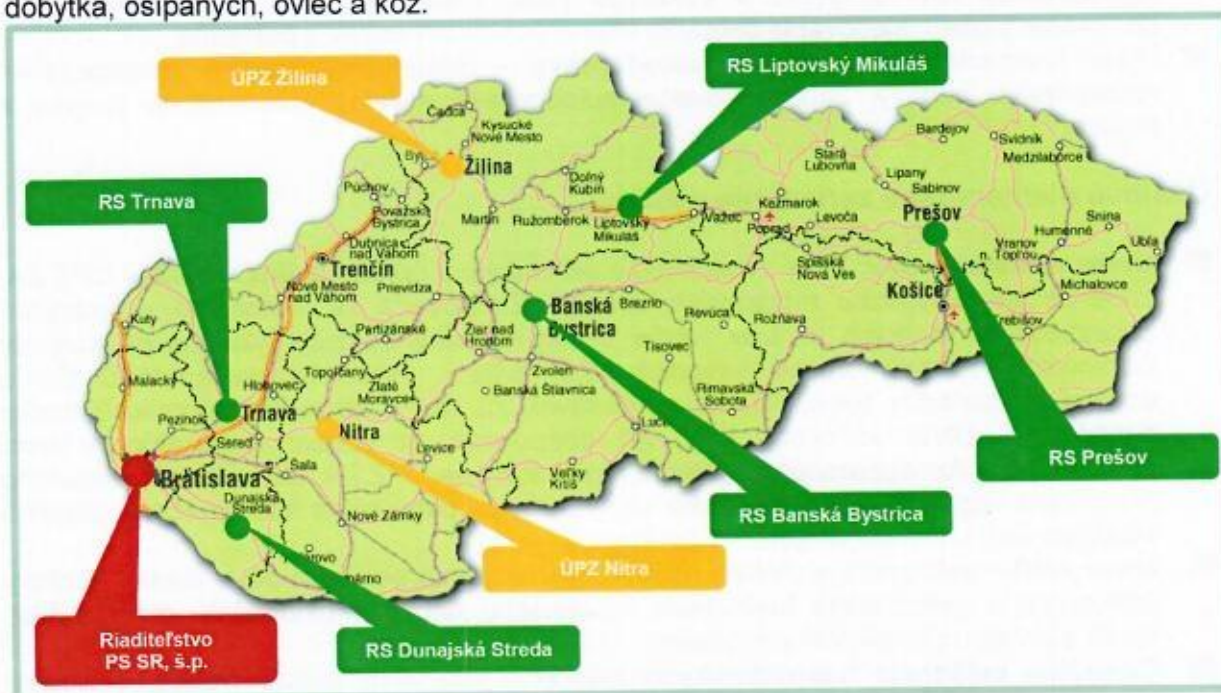 dobytka, ošípaných, oviec a kôz.
ÚPZ Žilina
RS Liptovský Mikuláš
RS Trnava
Čadca
Kysucké
Nové Mesto
Žilina
Púchov
Považská
Bystrica
Dubnica
nad Váhom
Trenčín
Nové Mesto
nad Váhom
Prievidza
Martin
Dolný
Kubín
Ružomberok
Liptovský
Mikuláš
Važec
Poprad
Kežmarok
Levoča
Spišská
Nová Ves
Stará
Ľubovňa
Bardejov
Svidník
Medzilaborce
Lipany
Sabinov
Prešov
Snina
Humenné
Ubľa
Vranov
n. Topľou
Michalovce
Košice
Trebišov
Kúty
Malacky
Pezinok
Hlohovec
Trnava
Sereď
Bratislava
Šaľa
Dunajská
Streda
Nové Zámky
Partizánske
Topoľčany
Zlaté
Moravce
Nitra
Levice
Žiar nad
Hronom
Banská
Bystrica
Zvolen
Banská Štiavnica
Brezno
Revúca
Rožňava
Tisovec
Rimavská
Sobota
Veľký
Krtíš
RS Prešov
RS Banská Bystrica
ÚPZ Nitra
RS Dunajská Streda
Riaditeľstvo
PS SR, š.p.